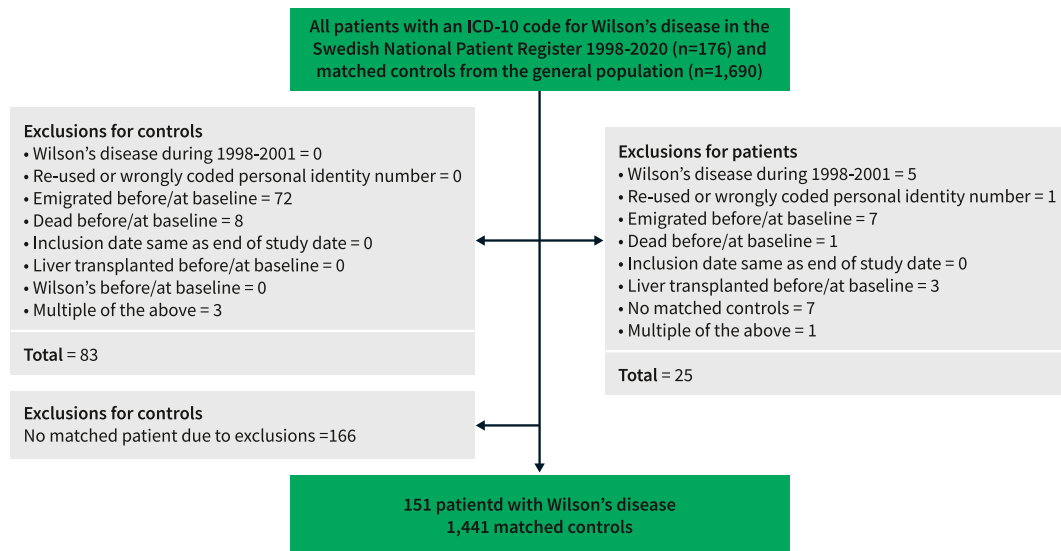 All patients with an ICD-10 code for Wilson's disease in the
Swedish National Patient Register 1998-2020 (n=176) and
matched controls from the general population (n=1,690)
Exclusions for controls
• Wilson's disease during 1998-2001 = 0
• Re-used or wrongly coded personal identity number = 0
• Emigrated before/at baseline = 72
• Dead before/at baseline = 8
• Inclusion date same as end of study date = 0
• Liver transplanted before/at baseline = 0
• Wilson's before/at baseline = 0
• Multiple of the above = 3
Total = 83
Exclusions for patients
• Wilson's disease during 1998-2001 = 5
• Re-used or wrongly coded personal identity number = 1
• Emigrated before/at baseline = 7
• Dead before/at baseline = 1
• Inclusion date same as end of study date = 0
• Liver transplanted before/at baseline = 3
• No matched controls = 7
• Multiple of the above = 1
Total = 25
Exclusions for controls
No matched patient due to exclusions =166
151 patientd with Wilson's disease
1,441 matched controls